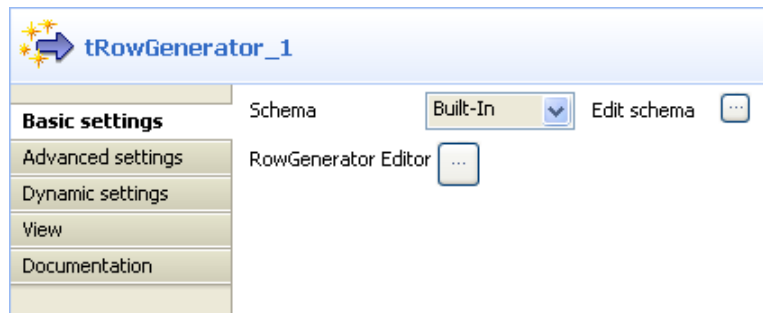 tRowGenerator_1
Basic settings
Schema Built-In Edit schema ...
Advanced settings
RowGenerator Editor ...
Dynamic settings
View
Documentation